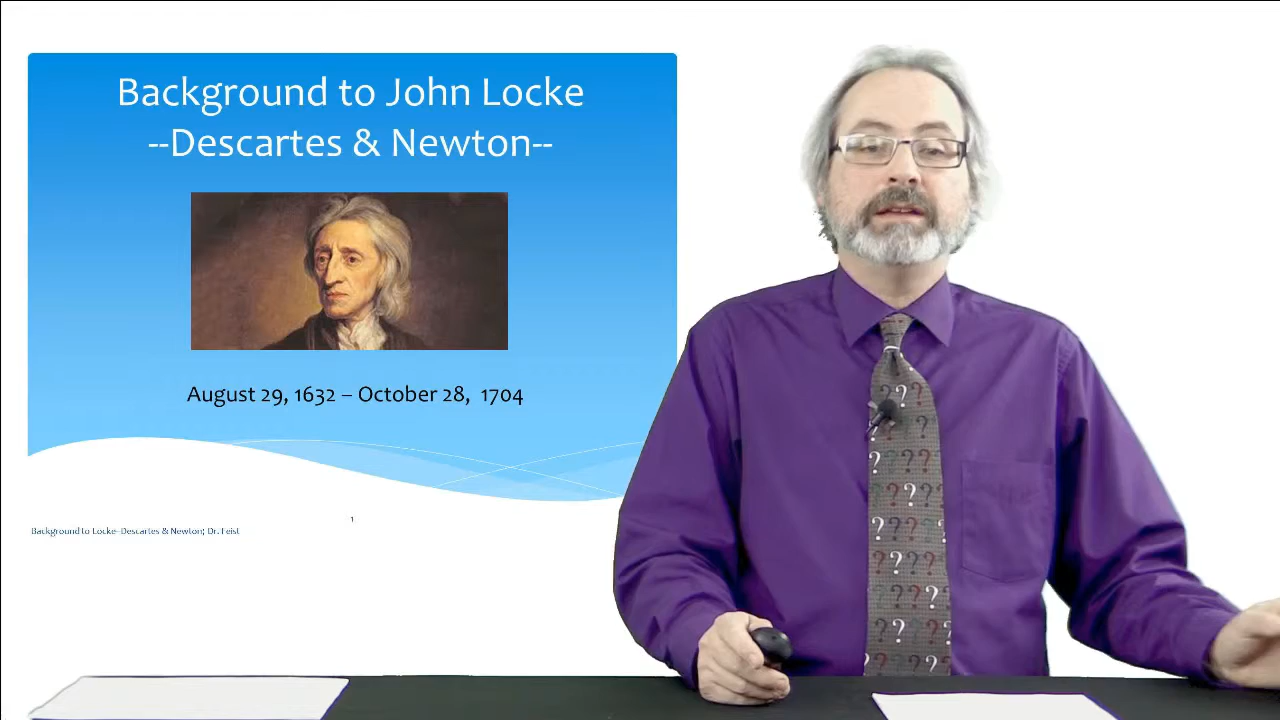 Background to John Locke
--Descartes & Newton--
August 29, 1632 – October 28, 1704
1
Background to Locke--Descartes & Newton; Dr. Feist
? ? ?
? ? ?
? ? ?
? ? ?
? ? ? ?
? ? ?
? ? ?
? ? ?
? ? ?